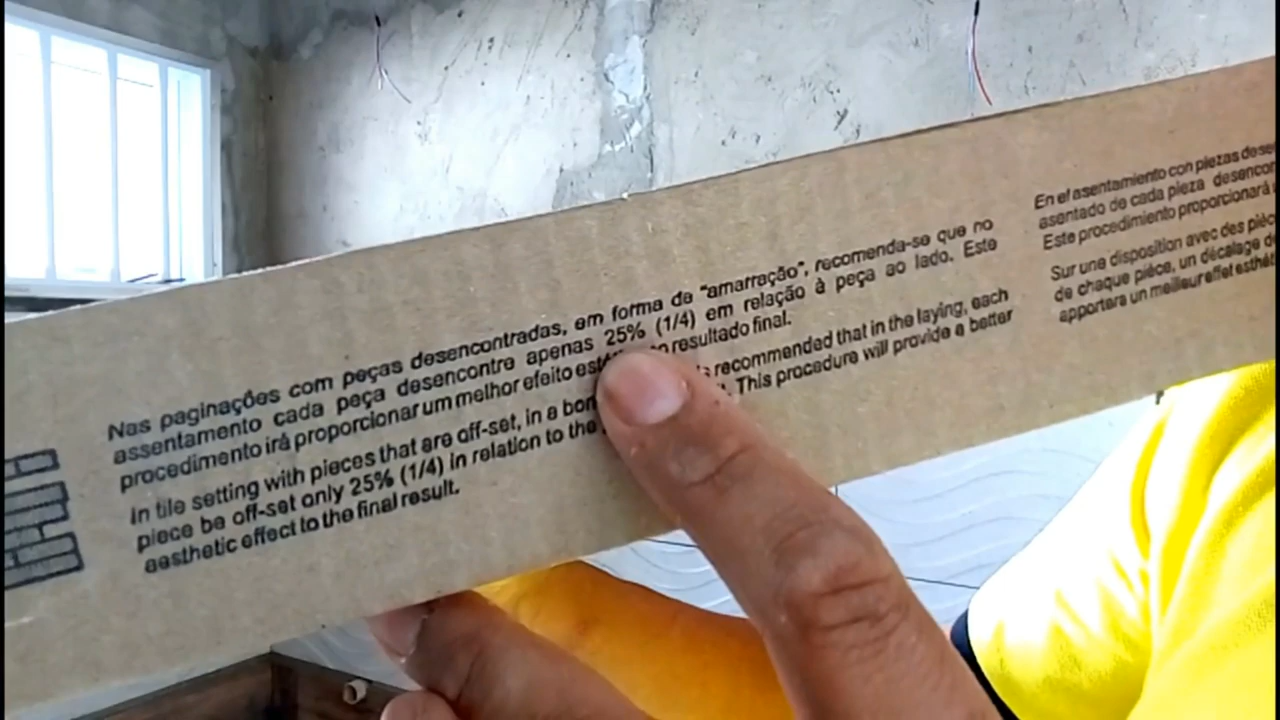 Nas paginações com peças desencontradas, em forma de "amarração", recomenda-se que no
assentamento cada peça desencontre apenas 25% (1/4) em relação à peça ao lado. Este
procedimento irá proporcionar um melhor efeito resultado final.
In tile setting with pieces that are off-set, in a recommended that in the laying, each
piece be off-set only 25% (1/4) in relation to the This procedure will provide a better
aesthetic effect to the final result.
En el asentamiento con piezas
asentado de cada pieza
Este procedimiento proporcionará
Sur une disposition avec des
de chaque pièce, un décalage
apportera un meilleur effet